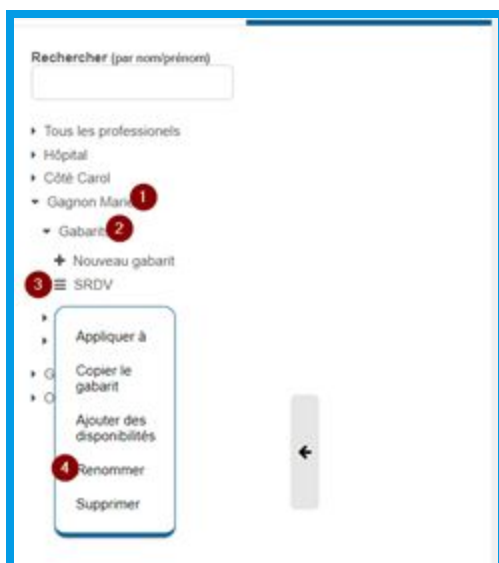 Rechercher (par nom/prénom)
Tous les professionels
Hôpital
Côté Carol
Gagnon Marie 1
Gabarits 2
Nouveau gabarit
3 SRDV
Appliquer à
G Copier le
O gabarit
Ajouter des
disponibilités
4 Renommer
Supprimer